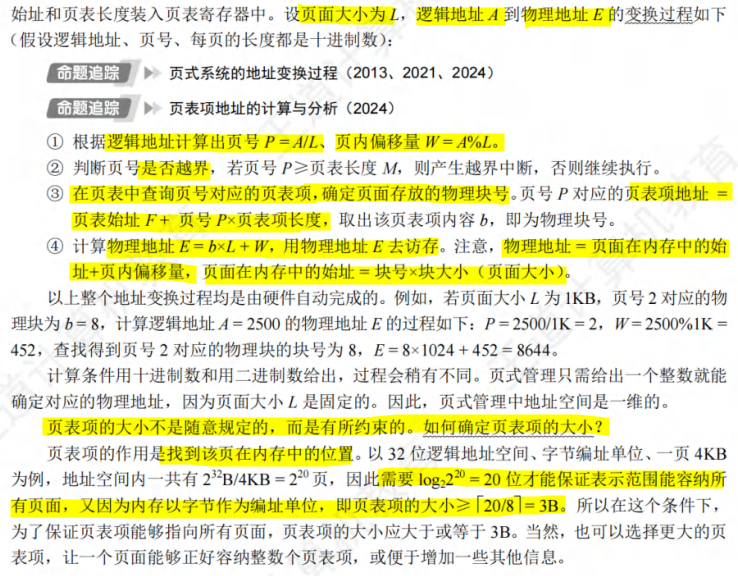 始址和页表长度装入页表寄存器中。设页面大小为 L，逻辑地址 A 到物理地址 E 的变换过程如下
（假设逻辑地址、页号、每页的长度都是十进制数）：
命题追踪 页式系统的地址变换过程（2013、2021、2024）
命题追踪 页表项地址的计算与分析（2024）
① 根据逻辑地址计算出页号 P = A/L、页内偏移量 W = A%L。
② 判断页号是否越界，若页号 P≥页表长度 M，则产生越界中断，否则继续执行。
③ 在页表中查询页号对应的页表项，确定页面存放的物理块号。页号 P 对应的页表项地址 =
页表始址 F + 页号 P×页表项长度，取出该页表项内容 b，即为物理块号。
④ 计算物理地址 E = b×L + W，用物理地址 E 去访存。注意，物理地址 = 页面在内存中的始
址+页内偏移量，页面在内存中的始址 = 块号×块大小（页面大小）。
以上整个地址变换过程均是由硬件自动完成的。例如，若页面大小 L 为 1KB，页号 2 对应的物
理块为 b = 8，计算逻辑地址 A = 2500 的物理地址 E 的过程如下：P = 2500/1K = 2，W = 2500%1K =
452，查找得到页号 2 对应的物理块的块号为 8，E = 8×1024 + 452 = 8644。
计算条件用十进制数和用二进制数给出，过程会稍有不同。页式管理只需给出一个整数就能
确定对应的物理地址，因为页面大小 L 是固定的。因此，页式管理中地址空间是一维的。
页表项的大小不是随意规定的，而是有所约束的。如何确定页表项的大小？
页表项的作用是找到该页在内存中的位置。以 32 位逻辑地址空间、字节编址单位、一页 4KB
为例，地址空间内一共有 2³²B/4KB = 2²⁰ 页，因此需要 log₂2²⁰ = 20 位才能保证表示范围能容纳所
有页面，又因为内存以字节作为编址单位，即页表项的大小≥⌈20/8⌉ = 3B。所以在这个条件下，
为了保证页表项能够指向所有页面，页表项的大小应大于或等于 3B。当然，也可以选择更大的页
表项，让一个页面能够正好容纳整数个页表项，或便于增加一些其他信息。